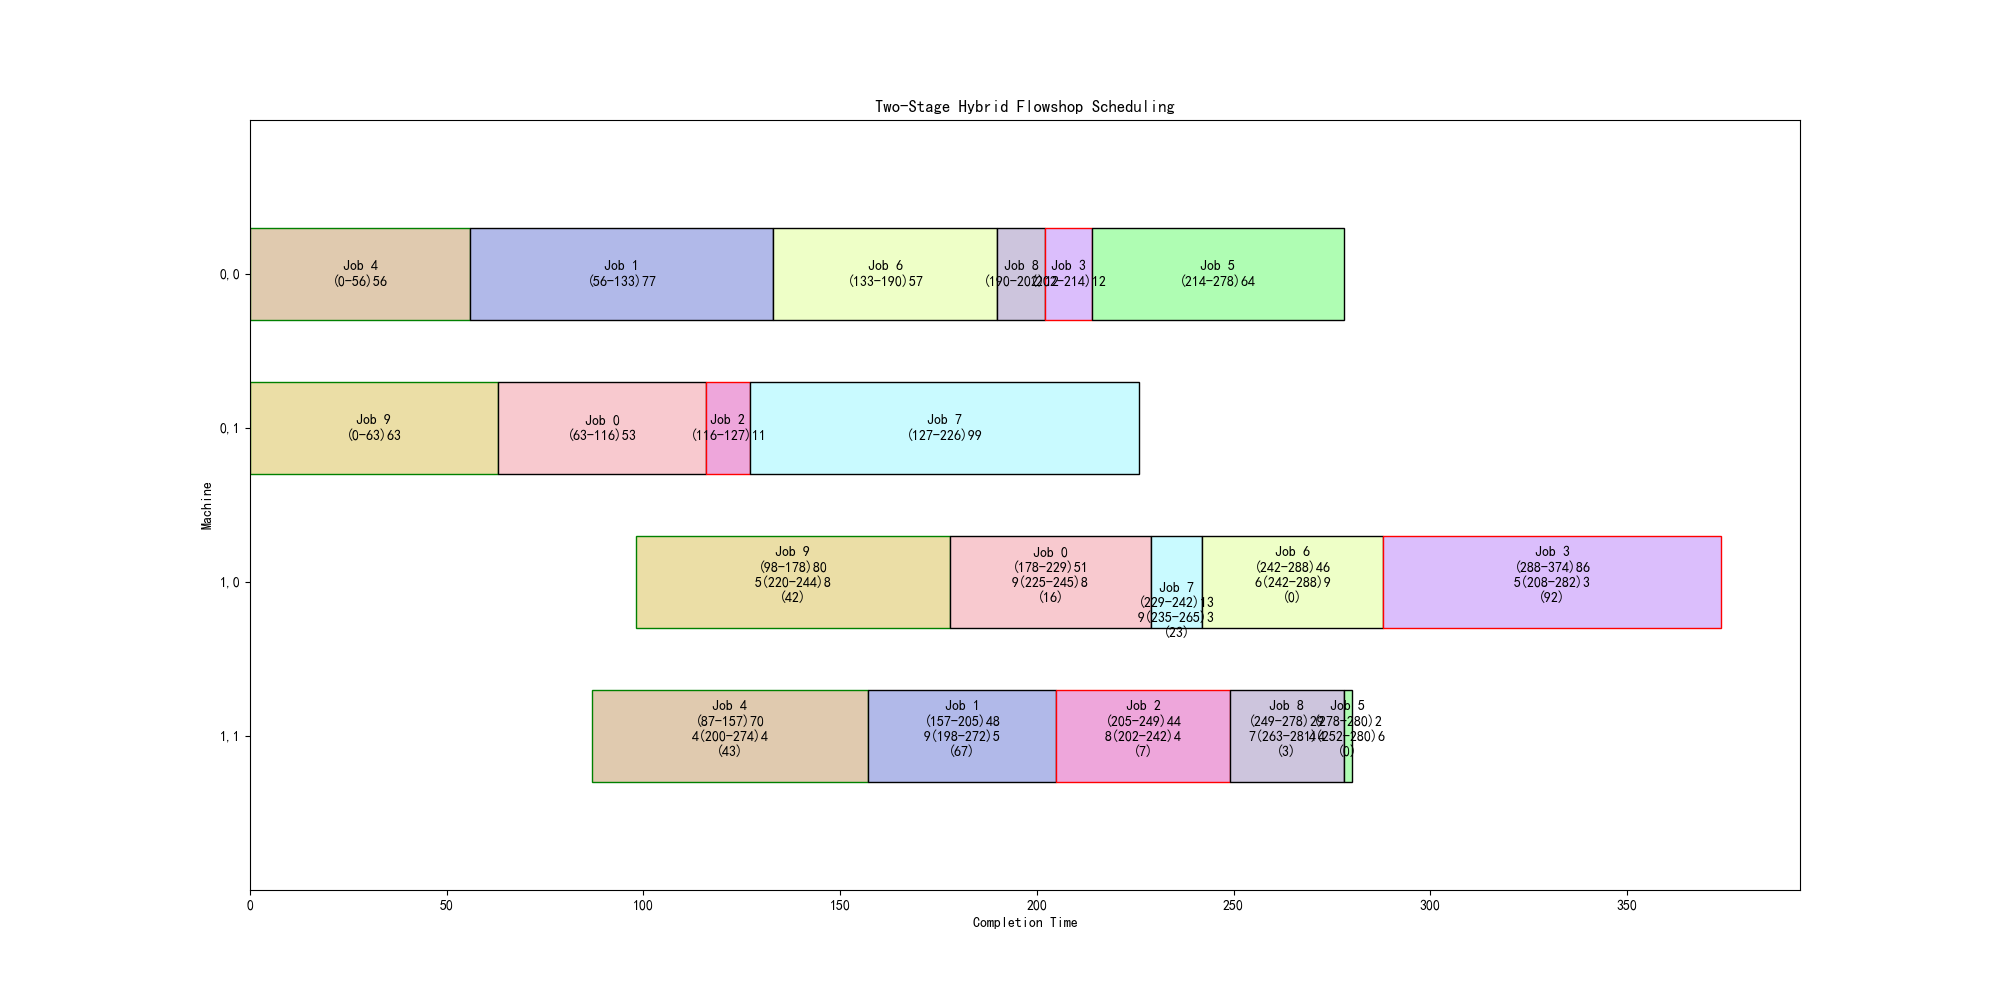 Two-Stage Hybrid Flowshop Scheduling
Machine
0,0
Job 4
(0-56)56
Job 1
(56-133)77
Job 6
(133-190)57
Job 8
(190-202)12
Job 3
(202-214)12
Job 5
(214-278)64
0,1
Job 9
(0-63)63
Job 0
(63-116)53
Job 2
(116-127)11
Job 7
(127-226)99
1,0
Job 9
(98-178)80
5(220-244)8
(42)
Job 0
(178-229)51
9(225-245)8
(16)
Job 7
(229-242)13
9(235-265)3
(23)
Job 6
(242-288)46
6(242-288)9
(0)
Job 3
(288-374)86
5(208-282)3
(92)
1,1
Job 4
(87-157)70
4(200-274)4
(43)
Job 1
(157-205)48
9(198-272)5
(67)
Job 2
(205-249)44
8(202-242)4
(7)
Job 8
(249-278)29
7(263-281)4
(3)
Job 5
(278-280)2
4(252-280)6
(0)
0 50 100 150 200 250 300 350
Completion Time